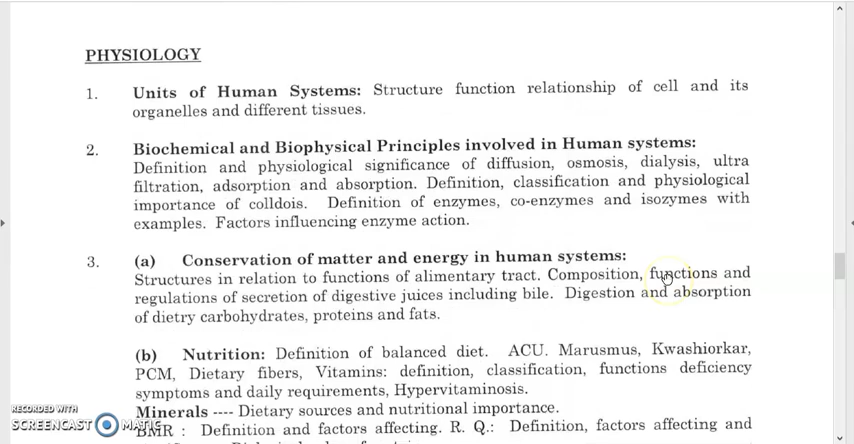 PHYSIOLOGY
1. Units of Human Systems: Structure function relationship of cell and its
organelles and different tissues.
2. Biochemical and Biophysical Principles involved in Human systems:
Definition and physiological significance of diffusion, osmosis, dialysis, ultra
filtration, adsorption and absorption. Definition, classification and physiological
importance of colldois. Definition of enzymes, co-enzymes and isozymes with
examples. Factors influencing enzyme action.
3. (a) Conservation of matter and energy in human systems:
Structures in relation to functions of alimentary tract. Composition, functions and
regulations of secretion of digestive juices including bile. Digestion and absorption
of dietry carbohydrates, proteins and fats.
(b) Nutrition: Definition of balanced diet. ACU. Marusmus, Kwashiorkar,
PCM, Dietary fibers, Vitamins: definition, classification, functions deficiency
symptoms and daily requirements, Hypervitaminosis.
Minerals ---- Dietary sources and nutritional importance.
BMR : Definition and factors affecting. R. Q.: Definition, factors affecting and
RECORDED WITH
SCREENCAST MATIC